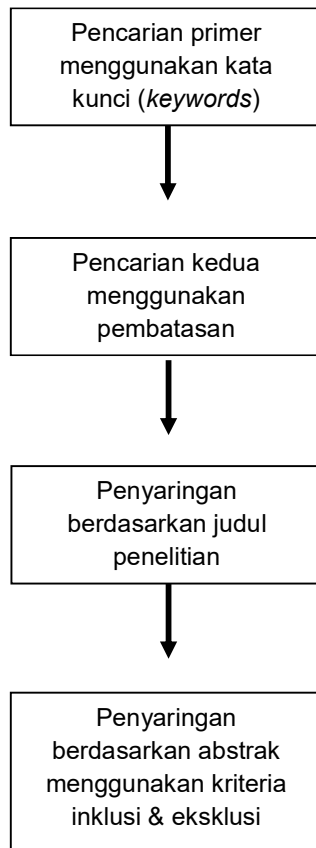 Pencarian primer
menggunakan kata
kunci (keywords)
Pencarian kedua
menggunakan
pembatasan
Penyaringan
berdasarkan judul
penelitian
Penyaringan
berdasarkan abstrak
menggunakan kriteria
inklusi & eksklusi